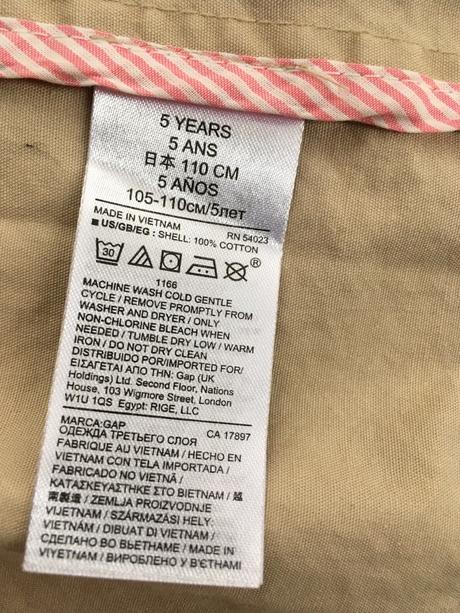 5 YEARS
5 ANS
日本 110 CM
5 AÑOS
105-110см/5лет
MADE IN VIETNAM RN 54023
■ US/GB/EG : SHELL: 100% COTTON
30 ®
1166
MACHINE WASH COLD GENTLE
CYCLE / REMOVE PROMPTLY FROM
WASHER AND DRYER / ONLY
NON-CHLORINE BLEACH WHEN
NEEDED / TUMBLE DRY LOW / WARM
IRON / DO NOT DRY CLEAN
DISTRIBUIDO POR/IMPORTED FOR/
ΕΙΣΑΓΕΤΑΙ ΑΠΟ ΤΗΝ: Gap (UK
Holdings) Ltd. Second Floor, Nations
House, 103 Wigmore Street, London
W1U 1QS Egypt: RIGE, LLC
МАРСА:GAP CA 17897
ОДЕЖДА ТРЕТЬЕГО СЛОЯ
FABRIQUE AU VIETNAM / HECHO EN
VIETNAM CON TELA IMPORTADA /
FABRICADO NO VIETNÃ /
ΚΑΤΑΣΚΕΥΑΣΤΗΚΕ ΣΤΟ ΒΙΕΤΝΑΜ / 越
南製造 / ZEMLJA PROIZVODNJE
VIJETNAM / SZÁRMAZÁSI HELY:
VIETNÁM / DIBUAT DI VIETNAM /
СДЕЛАНО ВО ВЬЕТНАМЕ / MADE IN
VIYETNAM / ВИРОБЛЕНО У В'ЄТНАМІ